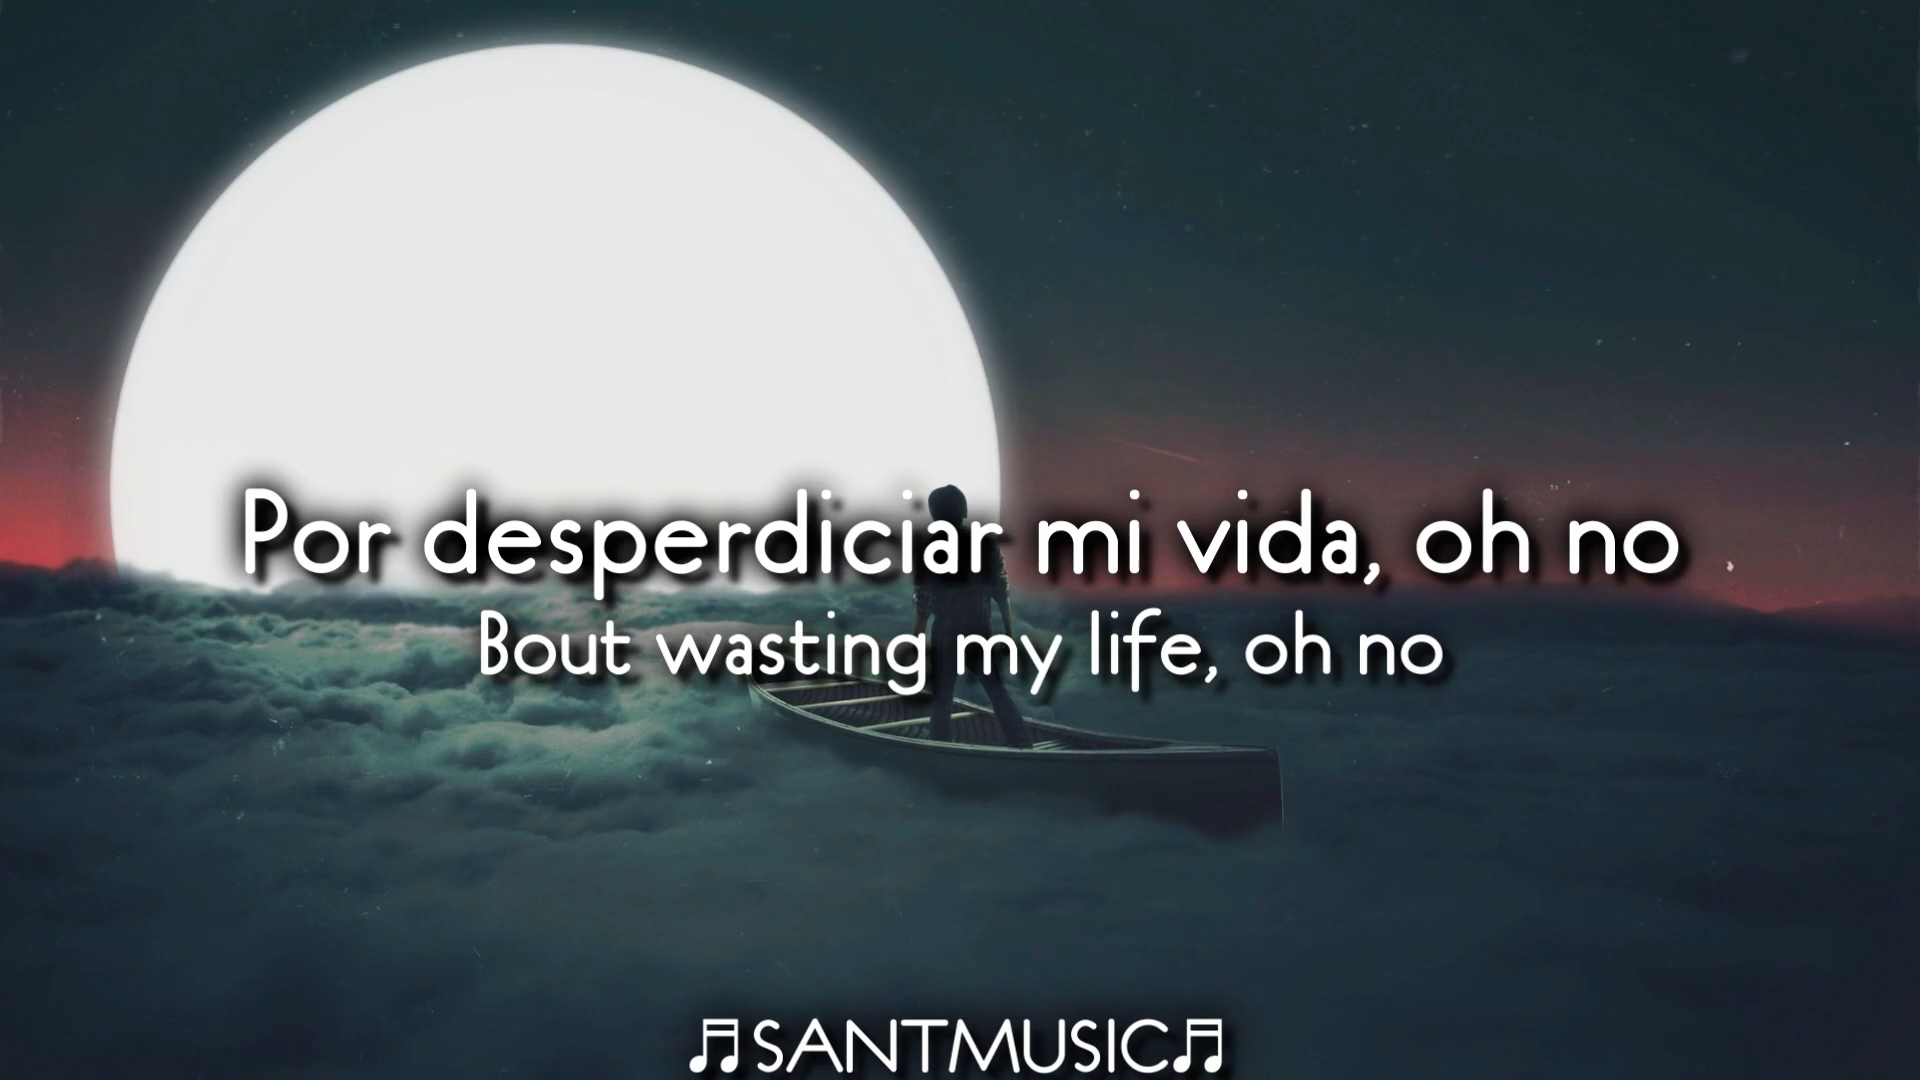 Por desperdiciar mi vida, oh no
Bout wasting my life, oh no
♫SANTMUSIC♫